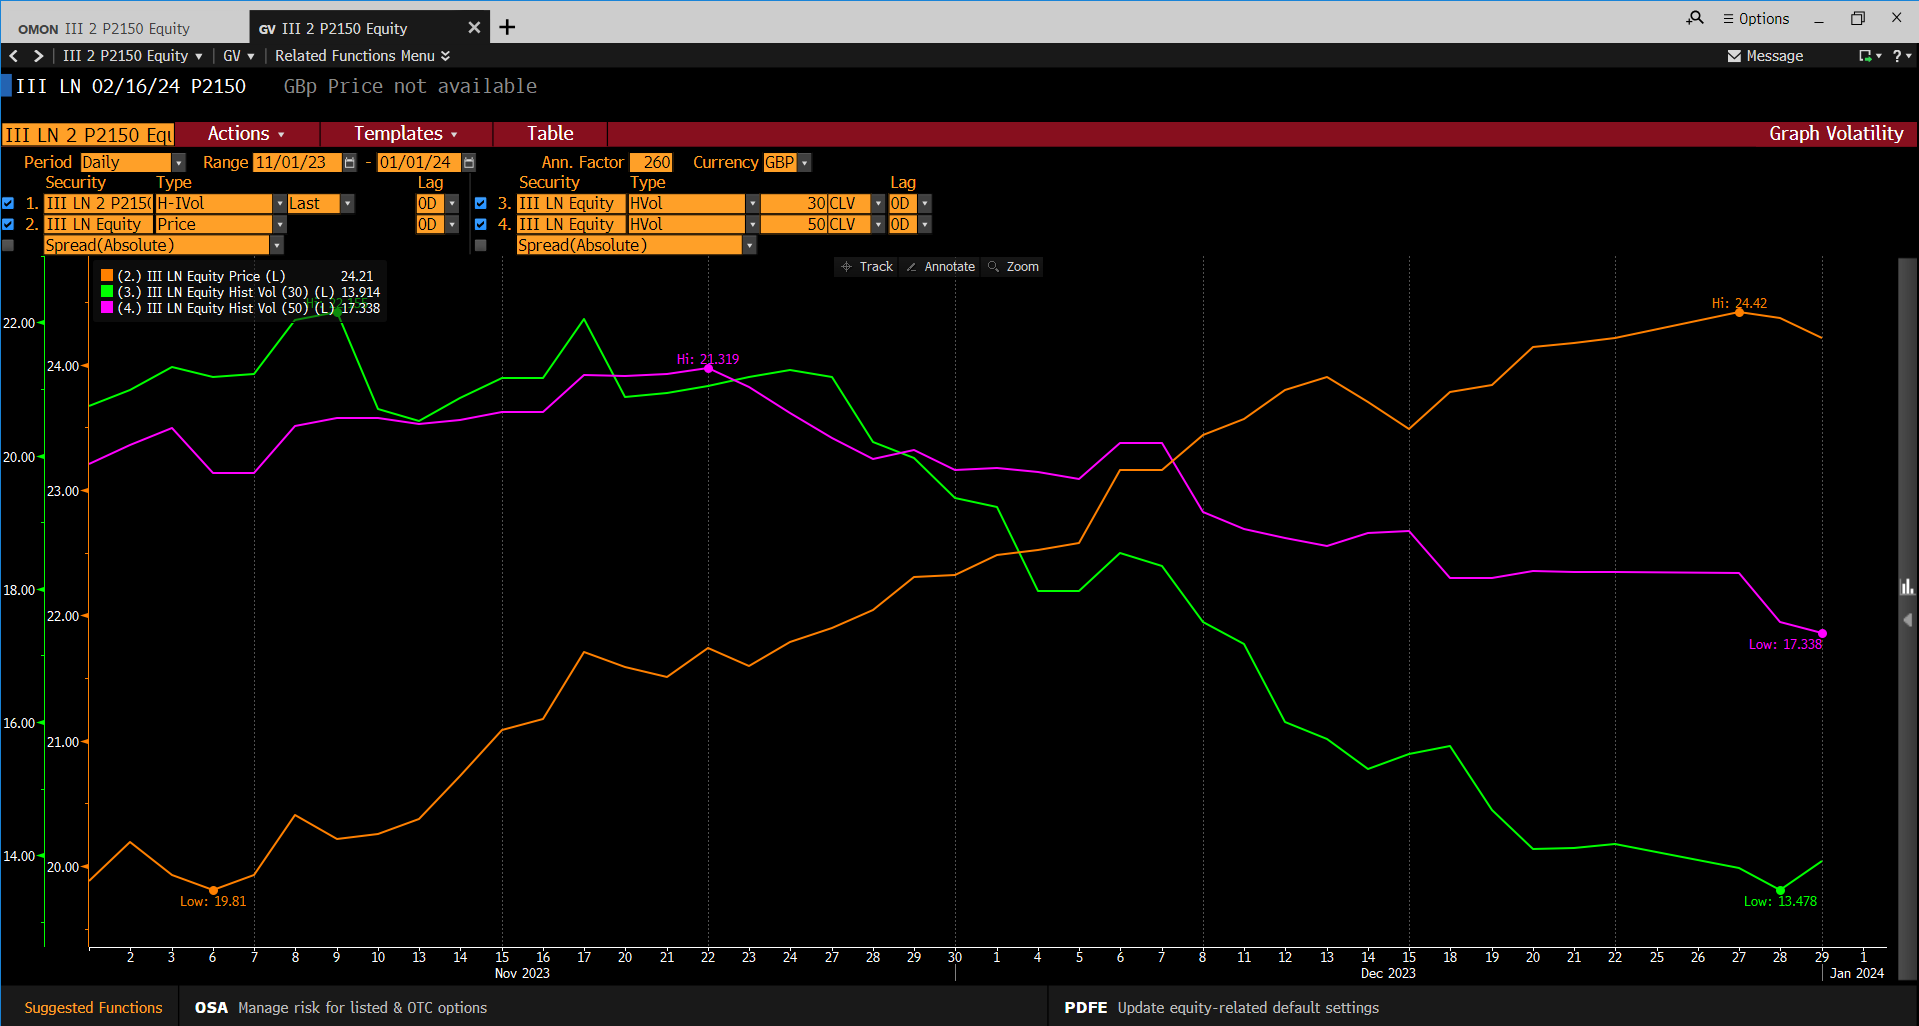 OMON III 2 P2150 Equity
GV III 2 P2150 Equity
Options
III 2 P2150 Equity GV Related Functions Menu
Message ?
III LN 02/16/24 P2150 GBp Price not available
III LN 2 P2150 Equ Actions Templates Table Graph Volatility
Period Daily Range 11/01/23 - 01/01/24 Ann. Factor 260 Currency GBP
Security Type Lag Security Type Lag
1. III LN 2 P2150 H-IVol Last 0D 3. III LN Equity HVol 30 CLV 0D
2. III LN Equity Price 0D 4. III LN Equity HVol 50 CLV 0D
Spread(Absolute) Spread(Absolute)
Track Annotate Zoom
(2.) III LN Equity Price (L) 24.21
(3.) III LN Equity Hist Vol (30) (L) 13.914
(4.) III LN Equity Hist Vol (50) (L) 17.338
Hi: 24.42
Hi: 21.319
Low: 17.338
Low: 19.81
Low: 13.478
22.00
20.00
18.00
16.00
14.00
24.00
23.00
22.00
21.00
20.00
2 3 6 7 8 9 10 13 14 15 16 17 20 21 22 23 24 27 28 29 30 1 4 5 6 7 8 11 12 13 14 15 18 19 20 21 22 25 26 27 28 29 1
Nov 2023 Dec 2023 Jan 2024
Suggested Functions OSA Manage risk for listed & OTC options PDFE Update equity-related default settings